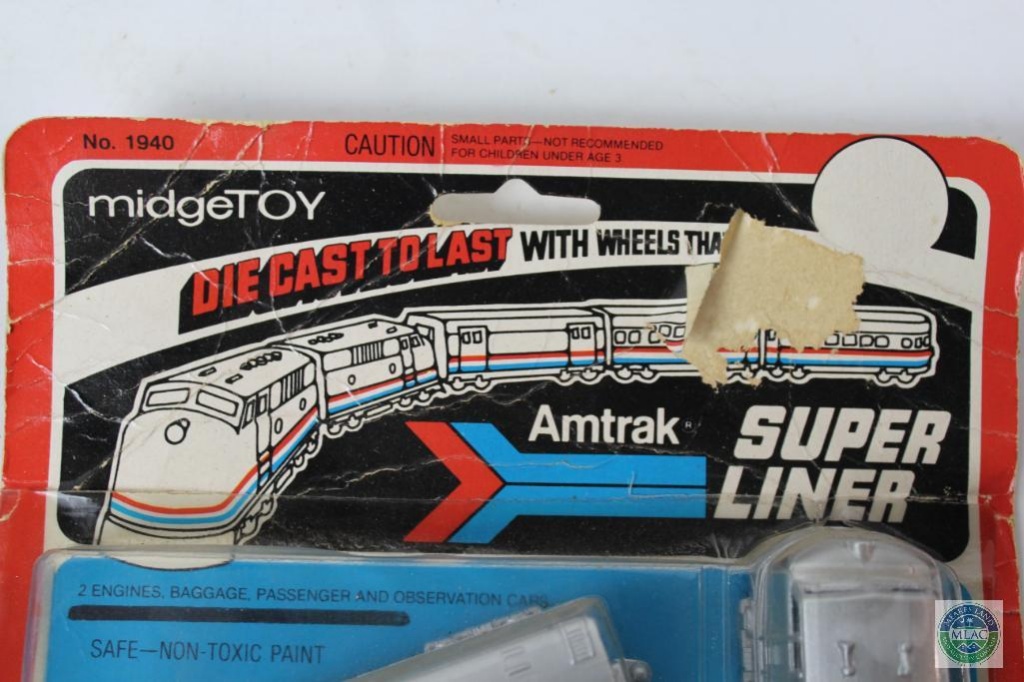 No. 1940
CAUTION SMALL PARTS—NOT RECOMMENDED
FOR CHILDREN UNDER AGE 3
midgeTOY
DIE CAST TO LAST WITH WHEELS
Amtrak®
SUPER
LINER
2 ENGINES, BAGGAGE, PASSENGER AND OBSERVATION CARS
SAFE—NON-TOXIC PAINT
MLAC